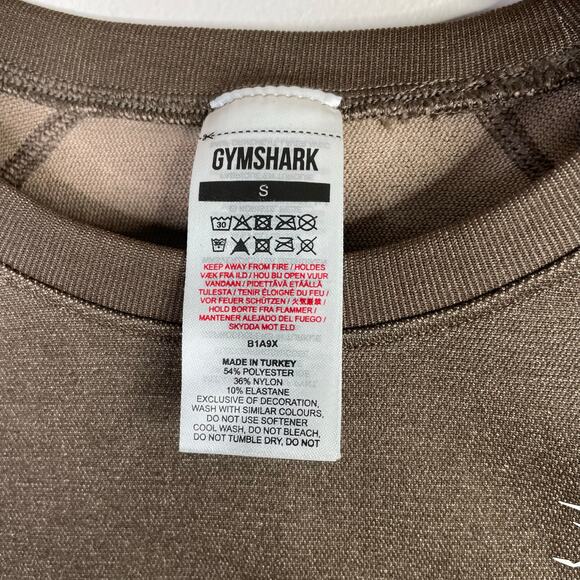 GYMSHARK
S
30
KEEP AWAY FROM FIRE / HOLDES
VÆK FRA ILD / HOU BIJ OPEN VUUR
VANDAAN / PIDETTÄVÄ ETÄÄLLÄ
TULESTA / TENIR ÉLOIGNÉ DU FEU /
VOR FEUER SCHÜTZEN / 火気厳禁 /
HOLD BORTE FRA FLAMMER /
MANTENER ALEJADO DEL FUEGO /
SKYDDA MOT ELD
B1A9X
MADE IN TURKEY
54% POLYESTER
36% NYLON
10% ELASTANE
EXCLUSIVE OF DECORATION,
WASH WITH SIMILAR COLOURS,
DO NOT USE SOFTENER
COOL WASH, DO NOT BLEACH,
DO NOT TUMBLE DRY, DO NOT